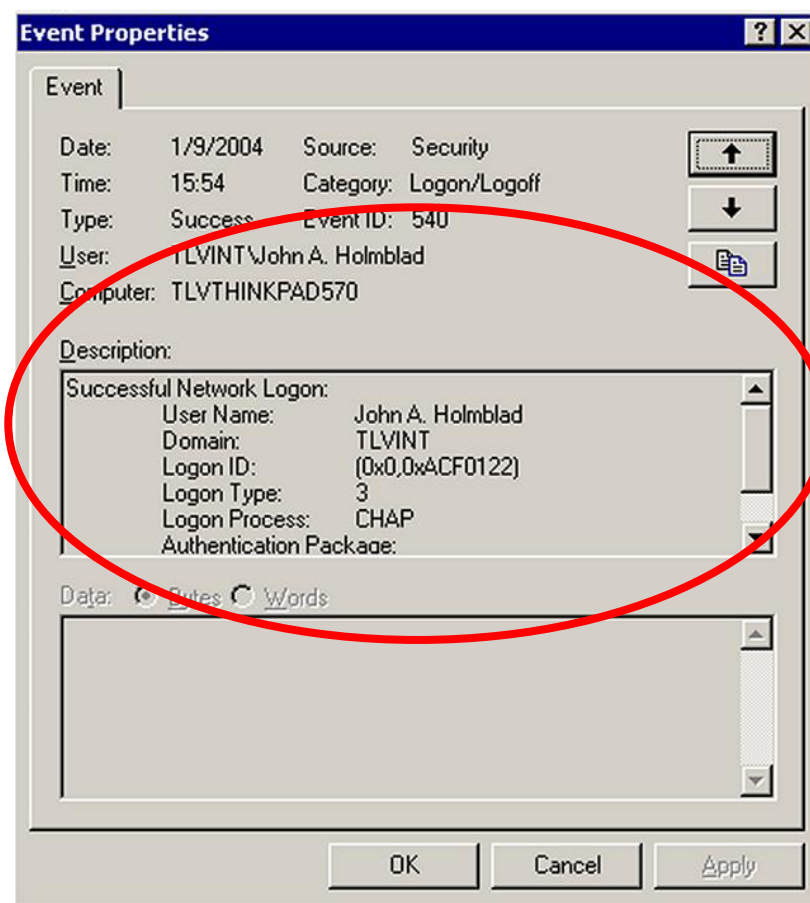 Event Properties
Event
Date: 1/9/2004 Source: Security
Time: 15:54 Category: Logon/Logoff
Type: Success Event ID: 540
User: TLVINT\John A. Holmblad
Computer: TLVTHINKPAD570
Description:
Successful Network Logon:
User Name: John A. Holmblad
Domain: TLVINT
Logon ID: (0x0,0xACF0122)
Logon Type: 3
Logon Process: CHAP
Authentication Package:
Data: Bytes Words
OK Cancel Apply